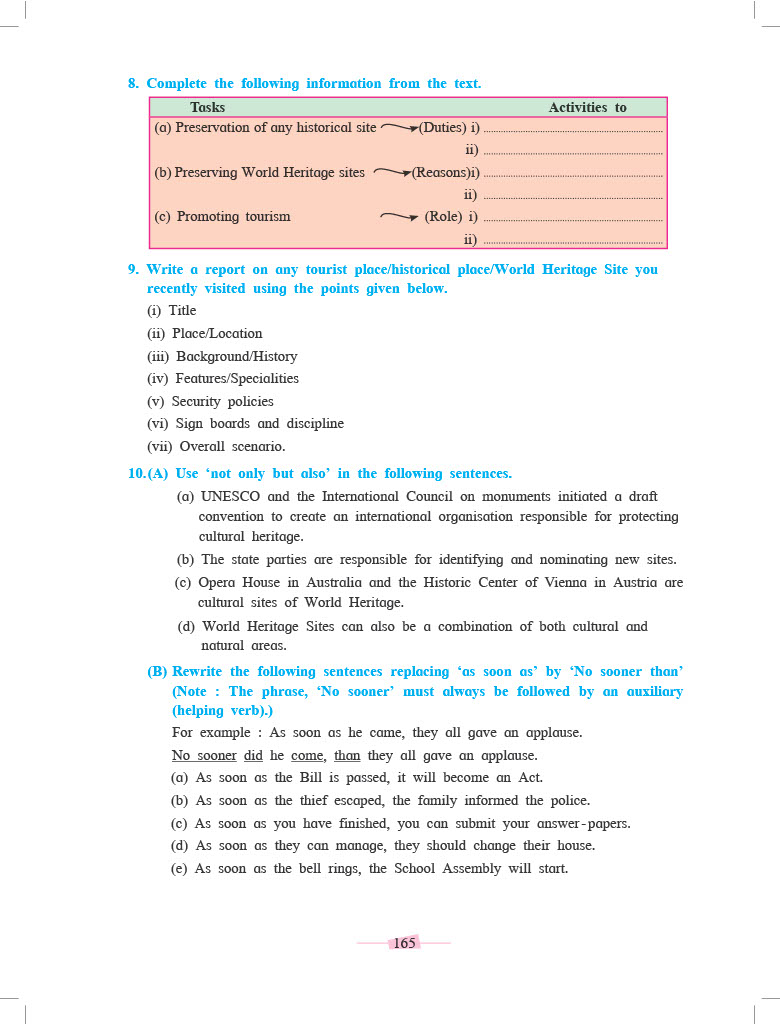 8. Complete the following information from the text.
Tasks Activities to
(a) Preservation of any historical site (Duties) i) ........................................
ii) ........................................
(b) Preserving World Heritage sites (Reasons)i) ........................................
ii) ........................................
(c) Promoting tourism (Role) i) ........................................
ii) ........................................
9. Write a report on any tourist place/historical place/World Heritage Site you
recently visited using the points given below.
(i) Title
(ii) Place/Location
(iii) Background/History
(iv) Features/Specialities
(v) Security policies
(vi) Sign boards and discipline
(vii) Overall scenario.
10.(A) Use ‘not only but also’ in the following sentences.
(a) UNESCO and the International Council on monuments initiated a draft
convention to create an international organisation responsible for protecting
cultural heritage.
(b) The state parties are responsible for identifying and nominating new sites.
(c) Opera House in Australia and the Historic Center of Vienna in Austria are
cultural sites of World Heritage.
(d) World Heritage Sites can also be a combination of both cultural and
natural areas.
(B) Rewrite the following sentences replacing ‘as soon as’ by ‘No sooner than’
(Note : The phrase, ‘No sooner’ must always be followed by an auxiliary
(helping verb).)
For example : As soon as he came, they all gave an applause.
No sooner did he come, than they all gave an applause.
(a) As soon as the Bill is passed, it will become an Act.
(b) As soon as the thief escaped, the family informed the police.
(c) As soon as you have finished, you can submit your answer-papers.
(d) As soon as they can manage, they should change their house.
(e) As soon as the bell rings, the School Assembly will start.
165